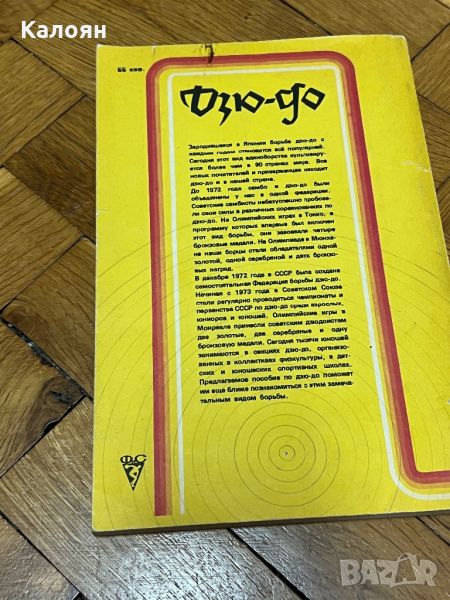 Калоян
55 коп.
Дзю-до
Зародившаяся в Японии борьба дзю-до с
каждым годом становится всё популярней.
Сегодня этот вид единоборства культивиру-
ется более чем в 90 странах мира. Все
новых почитателей и приверженцев находит
дзю-до и в нашей стране.
До 1972 года самбо и дзю-до были
объединены у нас в одной федерации.
Советские самбисты небезуспешно пробова-
ли свои силы в различных соревнованиях по
дзю-до. На Олимпийских играх в Токио, в
программу которых впервые был включен
этот вид борьбы, они завоевали четыре
бронзовые медали. На Олимпиаде в Мюнхе-
не наши борцы стали обладателями одной
золотой, одной серебряной и двух бронзо-
вых наград.
В декабре 1972 года в СССР была создана
самостоятельная Федерация борьбы дзю-до.
Начиная с 1973 года в Советском Союзе
стали регулярно проводиться чемпионаты и
первенства СССР по дзю-до среди взрослых,
юниоров и юношей. Олимпийские игры в
Монреале принесли советским дзюдоистам
две золотые, две серебряные и одну
бронзовую медали. Сегодня тысячи юношей
занимаются в секциях дзю-до, организо-
ванных в коллективах физкультуры, в дет-
ских и юношеских спортивных школах.
Предлагаемое пособие по дзю-до поможет
им ещё ближе познакомиться с этим замеча-
тельным видом борьбы.
ФиС
BAZAR